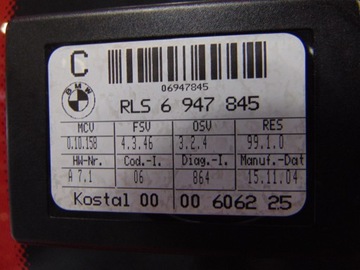 C
06947845
BMW
RLS 6 947 845
MCV FSV OSV RES
0.10.158 4.3.46 3.2.4 99.1.0
HW-Nr. Cod.-I. Diag.-I. Manuf.-Dat
A 7.1 06 864 15.11.04
Kostal 00 00 6062 25